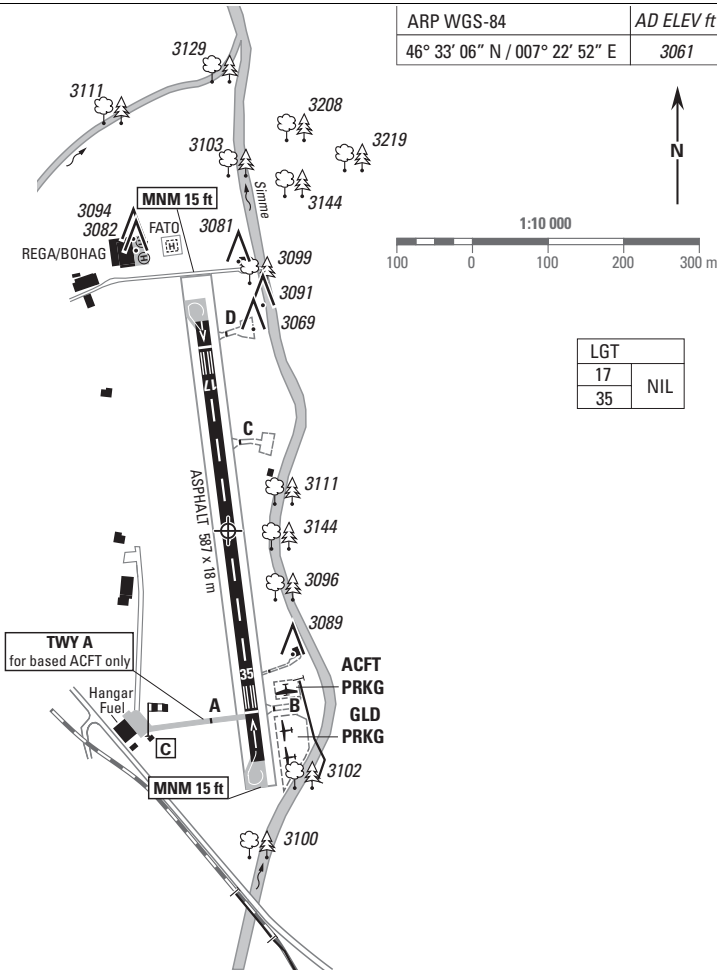 ARP WGS-84
AD ELEV ft
46° 33′ 06″ N / 007° 22′ 52″ E
3061
3129
3111
3208
3219
3103
3144
N
Simme
MNM 15 ft
3094
3082
FATO
3081
REGA/BOHAG
H
H
3099
3091
3069
1:10 000
100
0
100
200
300 m
D
17
LGT
17
35
NIL
C
ASPHALT 587 x 18 m
3111
3144
3096
3089
TWY A
for based ACFT only
35
ACFT
PRKG
Hangar
Fuel
A
B
GLD
PRKG
C
MNM 15 ft
3102
3100